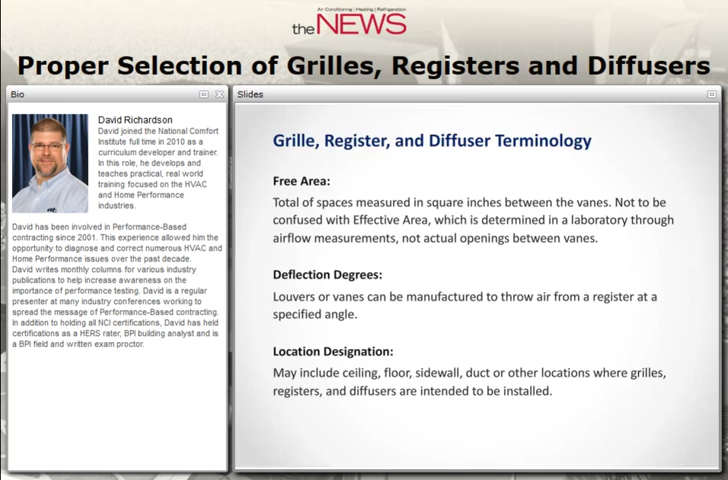 Air Conditioning | Heating | Refrigeration
the NEWS
Proper Selection of Grilles, Registers and Diffusers
Bio
David Richardson
David joined the National Comfort
Institute full time in 2010 as a
curriculum developer and trainer.
In this role, he develops and
teaches practical, real world
training focused on the HVAC
and Home Performance
industries.
David has been involved in Performance-Based
contracting since 2001. This experience allowed him the
opportunity to diagnose and correct numerous HVAC and
Home Performance issues over the past decade.
David writes monthly columns for various industry
publications to help increase awareness on the
importance of performance testing. David is a regular
presenter at many industry conferences working to
spread the message of Performance-Based contracting.
In addition to holding all NCI certifications, David has held
certifications as a HERS rater, BPI building analyst and is
a BPI field and written exam proctor.
Slides
Grille, Register, and Diffuser Terminology
Free Area:
Total of spaces measured in square inches between the vanes. Not to be
confused with Effective Area, which is determined in a laboratory through
airflow measurements, not actual openings between vanes.
Deflection Degrees:
Louvers or vanes can be manufactured to throw air from a register at a
specified angle.
Location Designation:
May include ceiling, floor, sidewall, duct or other locations where grilles,
registers, and diffusers are intended to be installed.